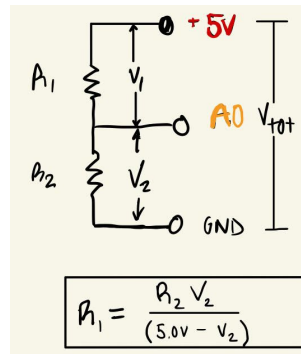 +5V
R1
V1
A0
Vtot
R2
V2
GND
R1 = R2 V2 / (5.0V - V2)